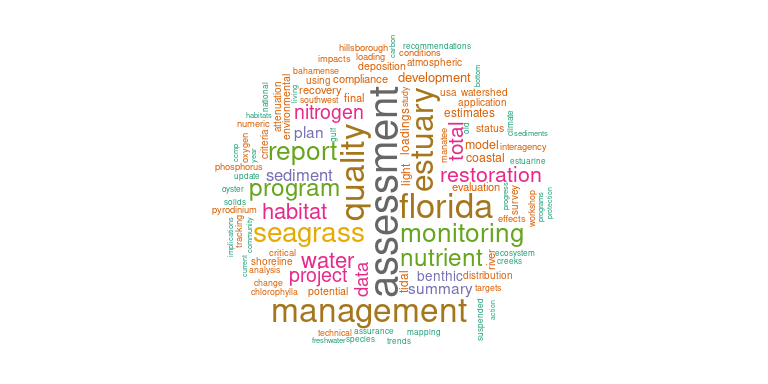 carbon
hillsborough
recommendations
impacts
loading
conditions
deposition
atmospheric
bahamense
using
compliance
development
bottom
living
national
environmental
attenuation
recovery
southwest
final
assessment
study
usa
watershed
application
habitats
nitrogen
estimates
numeric
criteria
plan
gulf
quality
loadings
estuary
old
total
status
climate
sediments
ccmp
oxygen
year
report
manatee
model
interagency
coastal
estuarine
phosphorus
update
sediment
light
restoration
oyster
program
evaluation
progress
survey
programs
protection
solids
pyrodinium
habitat
florida
effects
workshop
implications
tracking
community
seagrass
monitoring
critical
shoreline
water
nutrient
river
ecosystem
creeks
current
analysis
project
data
tidal
benthic
distribution
change
chlorophylla
potential
summary
targets
management
suspended
action
technical
assurance
mapping
freshwater
species
trends